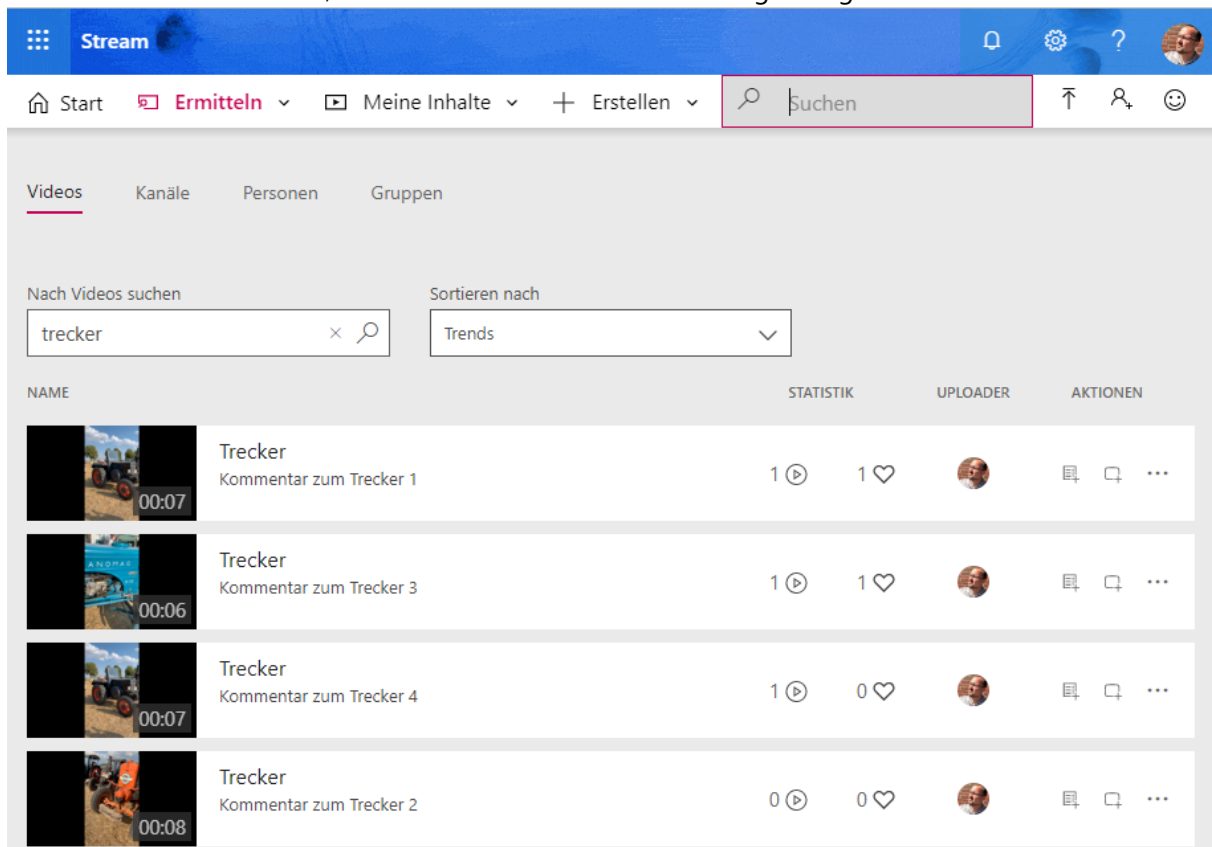 Stream
?
Start Ermitteln Meine Inhalte Erstellen Suchen
Videos Kanäle Personen Gruppen
Nach Videos suchen Sortieren nach
trecker × Trends
NAME STATISTIK UPLOADER AKTIONEN
Trecker
Kommentar zum Trecker 1
1 1
00:07
ANOMAG
Trecker
Kommentar zum Trecker 3
1 1
00:06
Trecker
Kommentar zum Trecker 4
1 0
00:07
Trecker
Kommentar zum Trecker 2
0 0
00:08